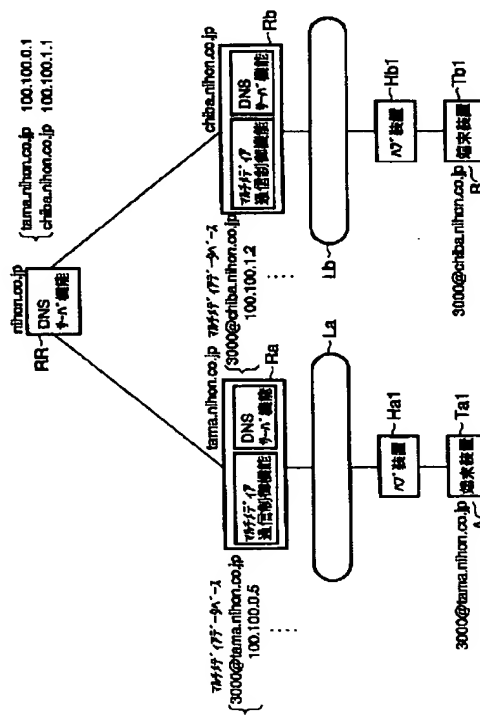 nihon.co.jp
RR
DNS
サーバ機能
tama.nihon.co.jp 100.100.0.1
chiba.nihon.co.jp 100.100.1.1
tama.nihon.co.jp
マルチメディア
通信制御機能
DNS
サーバ機能
Ra
マルチメディアデータベース
3000@tama.nihon.co.jp
100.100.0.5
La
Ha1
ハブ装置
Ta1
端末装置
3000@tama.nihon.co.jp
A
chiba.nihon.co.jp
マルチメディア
通信制御機能
DNS
サーバ機能
Rb
マルチメディアデータベース
3000@chiba.nihon.co.jp
100.100.1.2
Lb
Hb1
ハブ装置
Tb1
端末装置
3000@chiba.nihon.co.jp
B